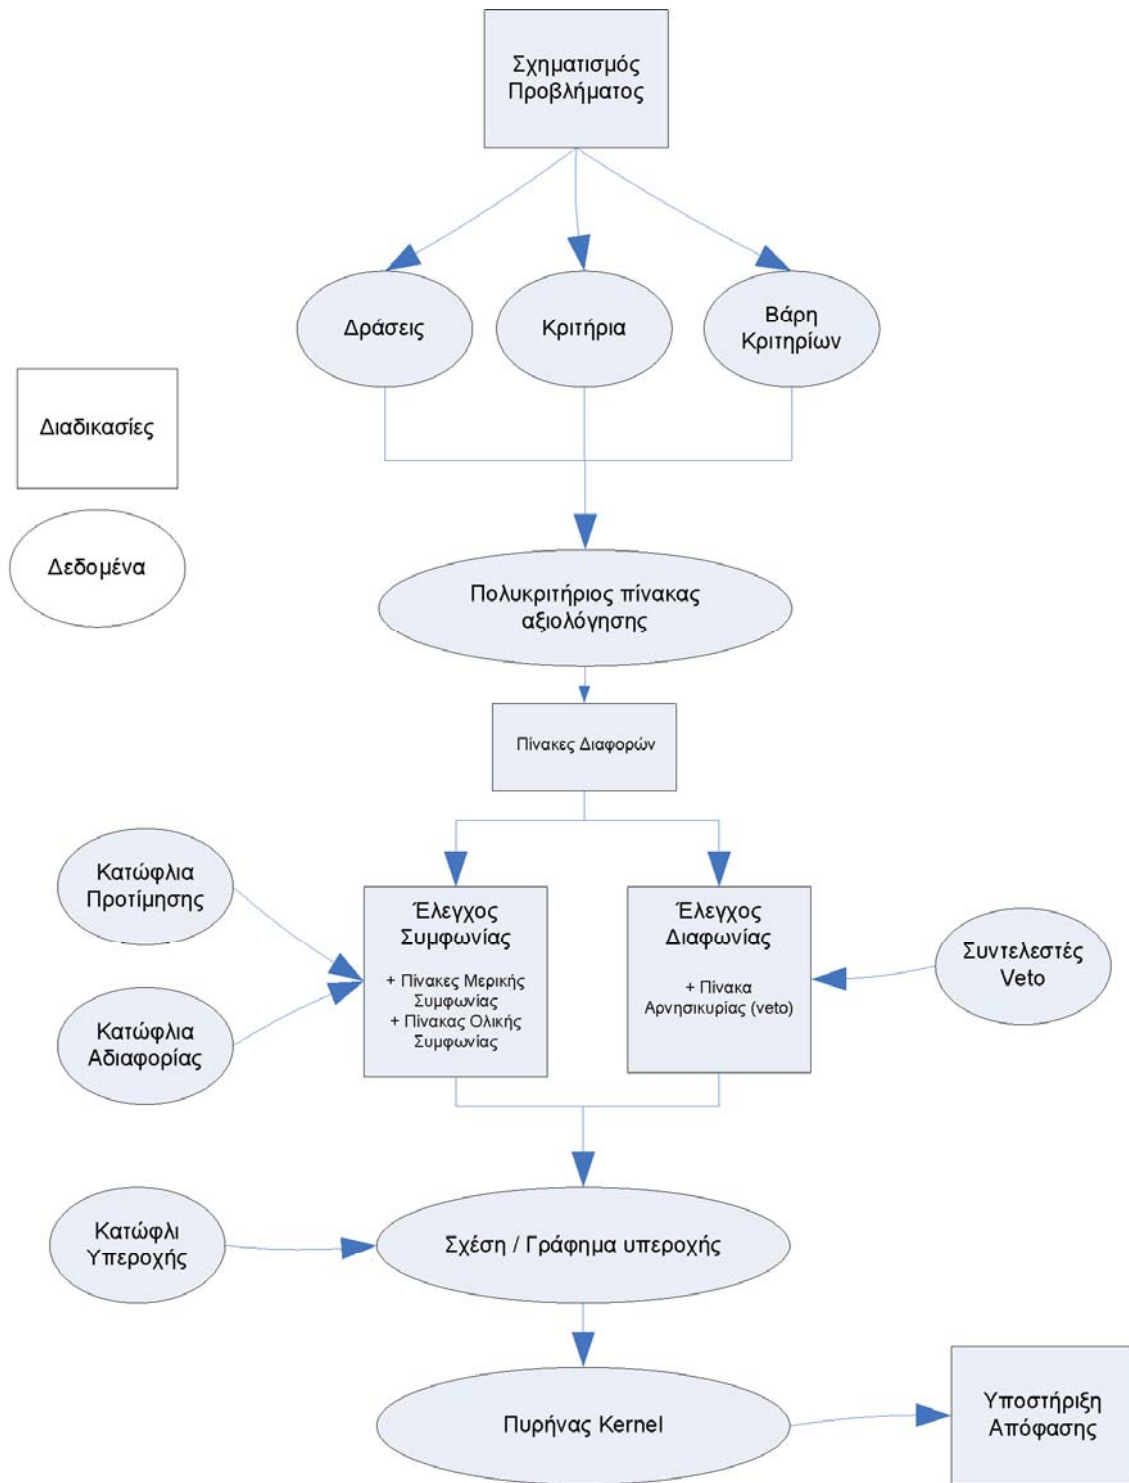 Σχηματισμός
Προβλήματος
Δράσεις
Κριτήρια
Βάρη
Κριτηρίων
Διαδικασίες
Δεδομένα
Πολυκριτήριος πίνακας
αξιολόγησης
Πίνακες Διαφορών
Κατώφλια
Προτίμησης
Κατώφλια
Αδιαφορίας
Έλεγχος
Συμφωνίας
+ Πίνακες Μερικής
Συμφωνίας
+ Πίνακας Ολικής
Συμφωνίας
Έλεγχος
Διαφωνίας
+ Πίνακα
Αρνησικυρίας (veto)
Συντελεστές
Veto
Κατώφλι
Υπεροχής
Σχέση / Γράφημα υπεροχής
Πυρήνας Kernel
Υποστήριξη
Απόφασης